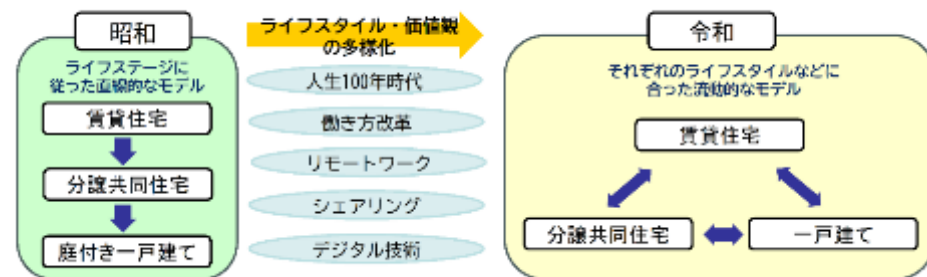 昭和
ライフステージに
従った直線的なモデル
賃貸住宅
分譲共同住宅
庭付き一戸建て
ライフスタイル・価値観
の多様化
人生100年時代
働き方改革
リモートワーク
シェアリング
デジタル技術
令和
それぞれのライフスタイルなどに
合った流動的なモデル
賃貸住宅
分譲共同住宅
一戸建て